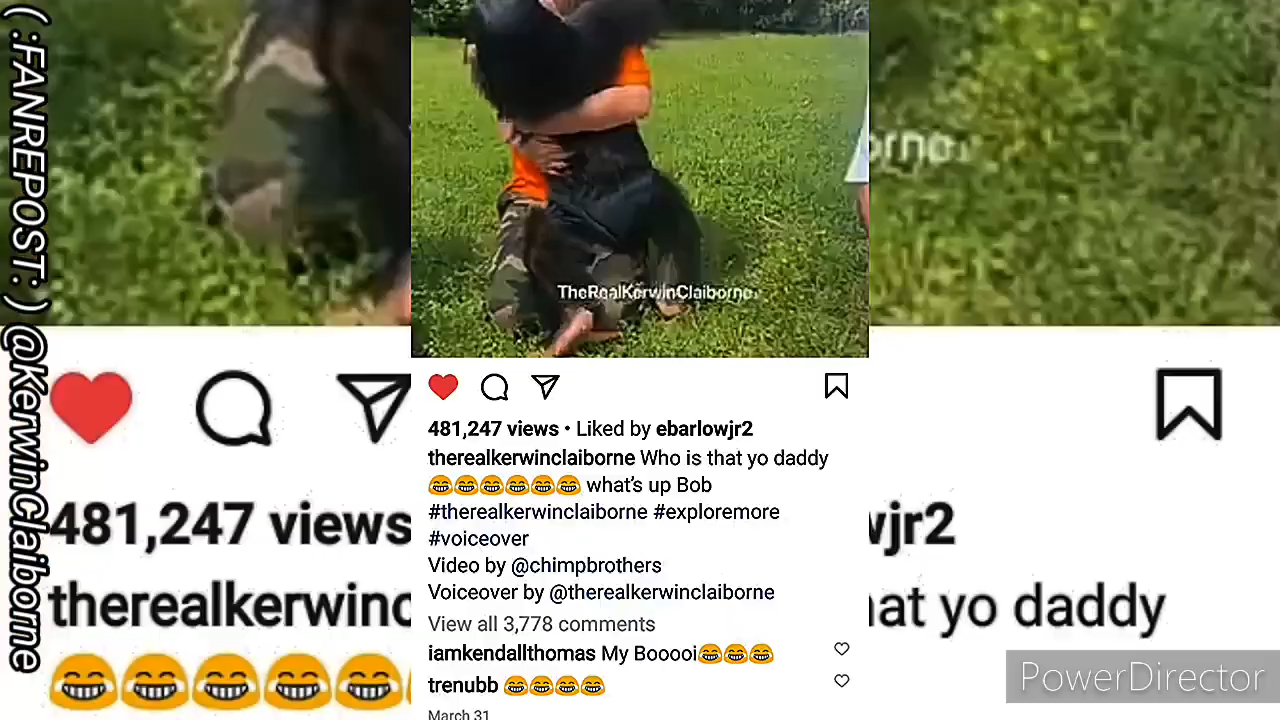 ( :FANREPOST: ) @Kerwinclaiborne
orne.
TheRealKerwinClaiborne.
481,247 views • Liked by ebarlowjr2
therealkerwinclaiborne Who is that yo daddy
😂😂😂😂😂😂 what's up Bob
#therealkerwinclaiborne #exploremore
#voiceover
Video by @chimpbrothers
Voiceover by @therealkerwinclaiborne
View all 3,778 comments
iamkendallthomas My Booooi😂😂😂
trenubb 😂😂😂😂
March 31
481,247 views
wjr2
therealkerwinc
hat yo daddy
😂😂😂😂😂
PowerDirector